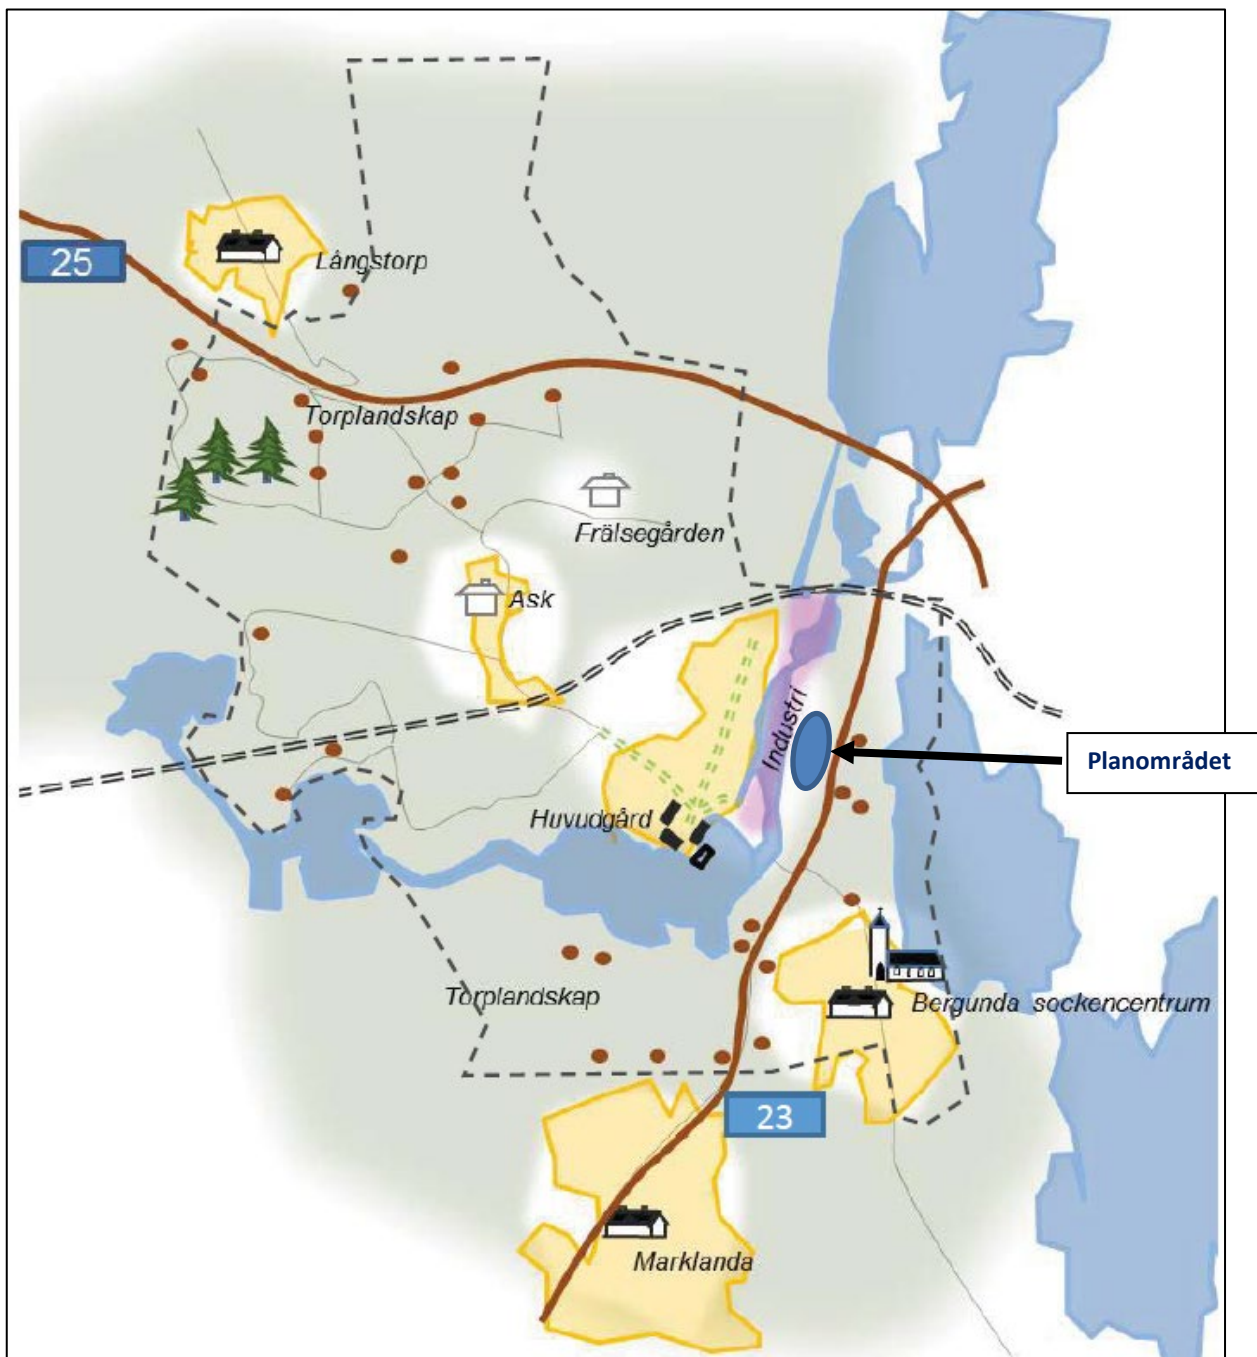 25
Långstorp
Torplandskap
Frälsegården
Ask
Industri
Planområdet
Huvudgård
Torplandskap
Bergunda sockencentrum
23
Marklanda